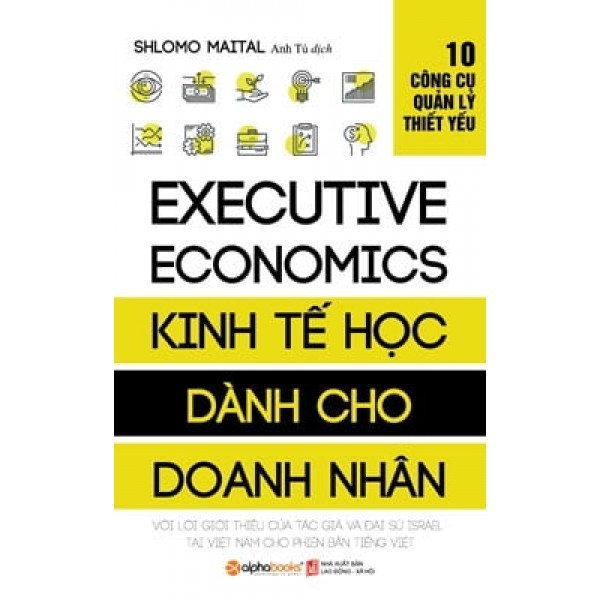 SHLOMO MAITAL Anh Tú dịch
10
CÔNG CỤ
QUẢN LÝ
THIẾT YẾU
EXECUTIVE
ECONOMICS
KINH TẾ HỌC
DÀNH CHO
DOANH NHÂN
VỚI LỜI GIỚI THIỆU CỦA TÁC GIẢ VÀ ĐẠI SỨ ISRAEL
TẠI VIỆT NAM CHO PHIÊN BẢN TIẾNG VIỆT
alphabooks
NHÀ XUẤT BẢN
LAO ĐỘNG - XÃ HỘI